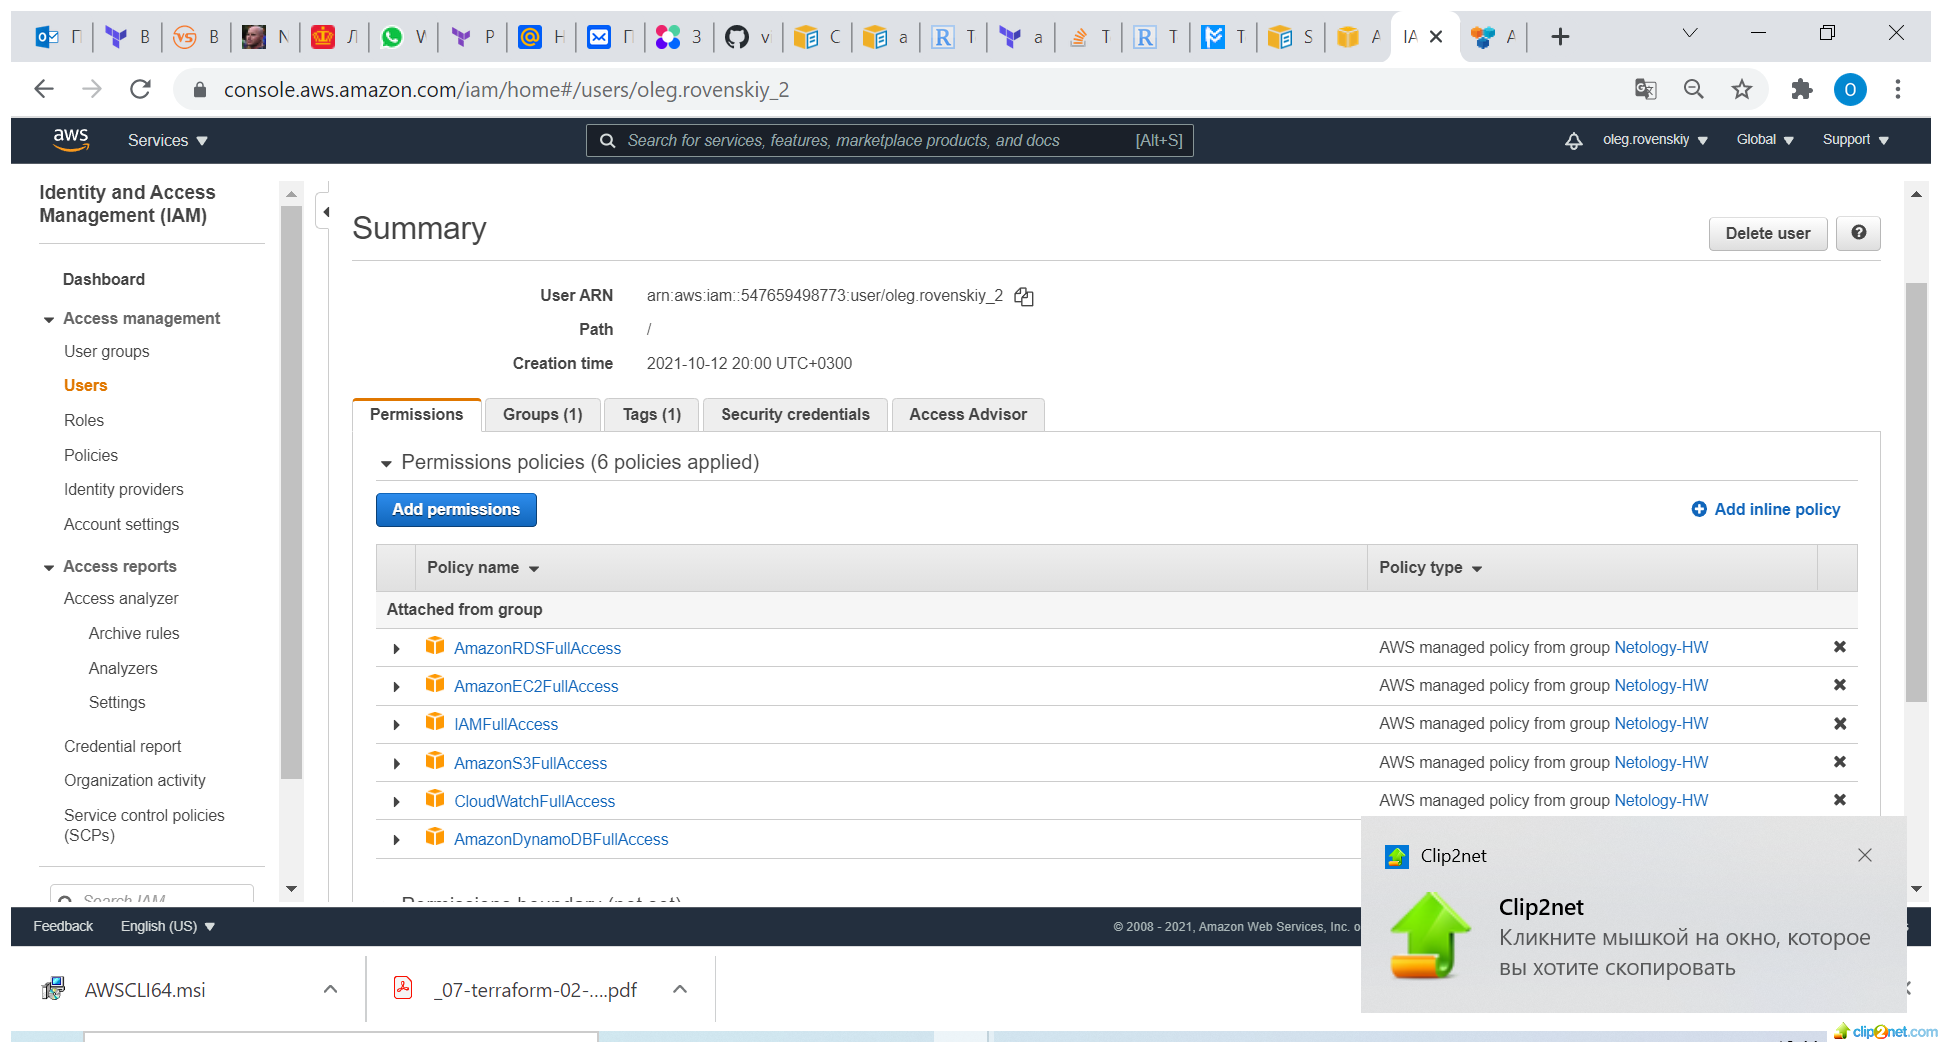 console.aws.amazon.com/iam/home#/users/oleg.rovenskiy_2
aws
Services
Search for services, features, marketplace products, and docs
[Alt+S]
oleg.rovenskiy
Global
Support
Identity and Access
Management (IAM)
Dashboard
Access management
User groups
Users
Roles
Policies
Identity providers
Account settings
Access reports
Access analyzer
Archive rules
Analyzers
Settings
Credential report
Organization activity
Service control policies
(SCPs)
Search IAM
Summary
Delete user
User ARN arn:aws:iam::547659498773:user/oleg.rovenskiy_2
Path /
Creation time 2021-10-12 20:00 UTC+0300
Permissions
Groups (1)
Tags (1)
Security credentials
Access Advisor
Permissions policies (6 policies applied)
Add permissions
Add inline policy
Policy name
Policy type
Attached from group
AmazonRDSFullAccess AWS managed policy from group Netology-HW
AmazonEC2FullAccess AWS managed policy from group Netology-HW
IAMFullAccess AWS managed policy from group Netology-HW
AmazonS3FullAccess AWS managed policy from group Netology-HW
CloudWatchFullAccess AWS managed policy from group Netology-HW
AmazonDynamoDBFullAccess
Permissions boundary (not set)
Feedback
English (US)
© 2008 - 2021, Amazon Web Services, Inc. o
Clip2net
Clip2net
Кликните мышкой на окно, которое
вы хотите скопировать
AWSCLI64.msi
_07-terraform-02-....pdf
clip2net.com